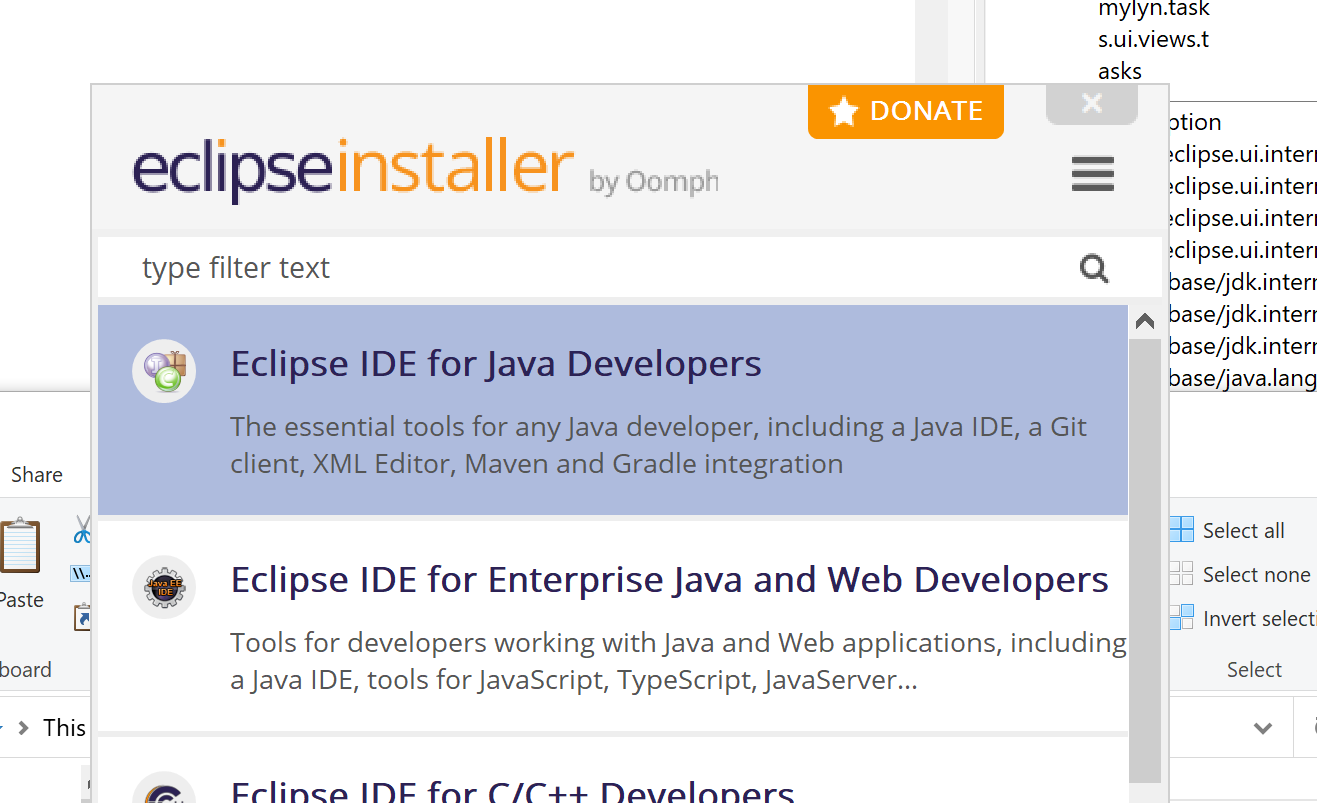 mylyn.task
s.ui.views.t
asks
DONATE
eclipseinstaller by Oomph
type filter text
Eclipse IDE for Java Developers
The essential tools for any Java developer, including a Java IDE, a Git
client, XML Editor, Maven and Gradle integration
Java EE
IDE
Eclipse IDE for Enterprise Java and Web Developers
Tools for developers working with Java and Web applications, including
a Java IDE, tools for JavaScript, TypeScript, JavaServer...
Eclipse IDE for C/C++ Developers
ption
eclipse.ui.intern
eclipse.ui.intern
eclipse.ui.intern
eclipse.ui.intern
base/jdk.intern
base/jdk.intern
base/jdk.intern
base/java.lang
Share
Paste
board
This
Select all
Select none
Invert selecti
Select